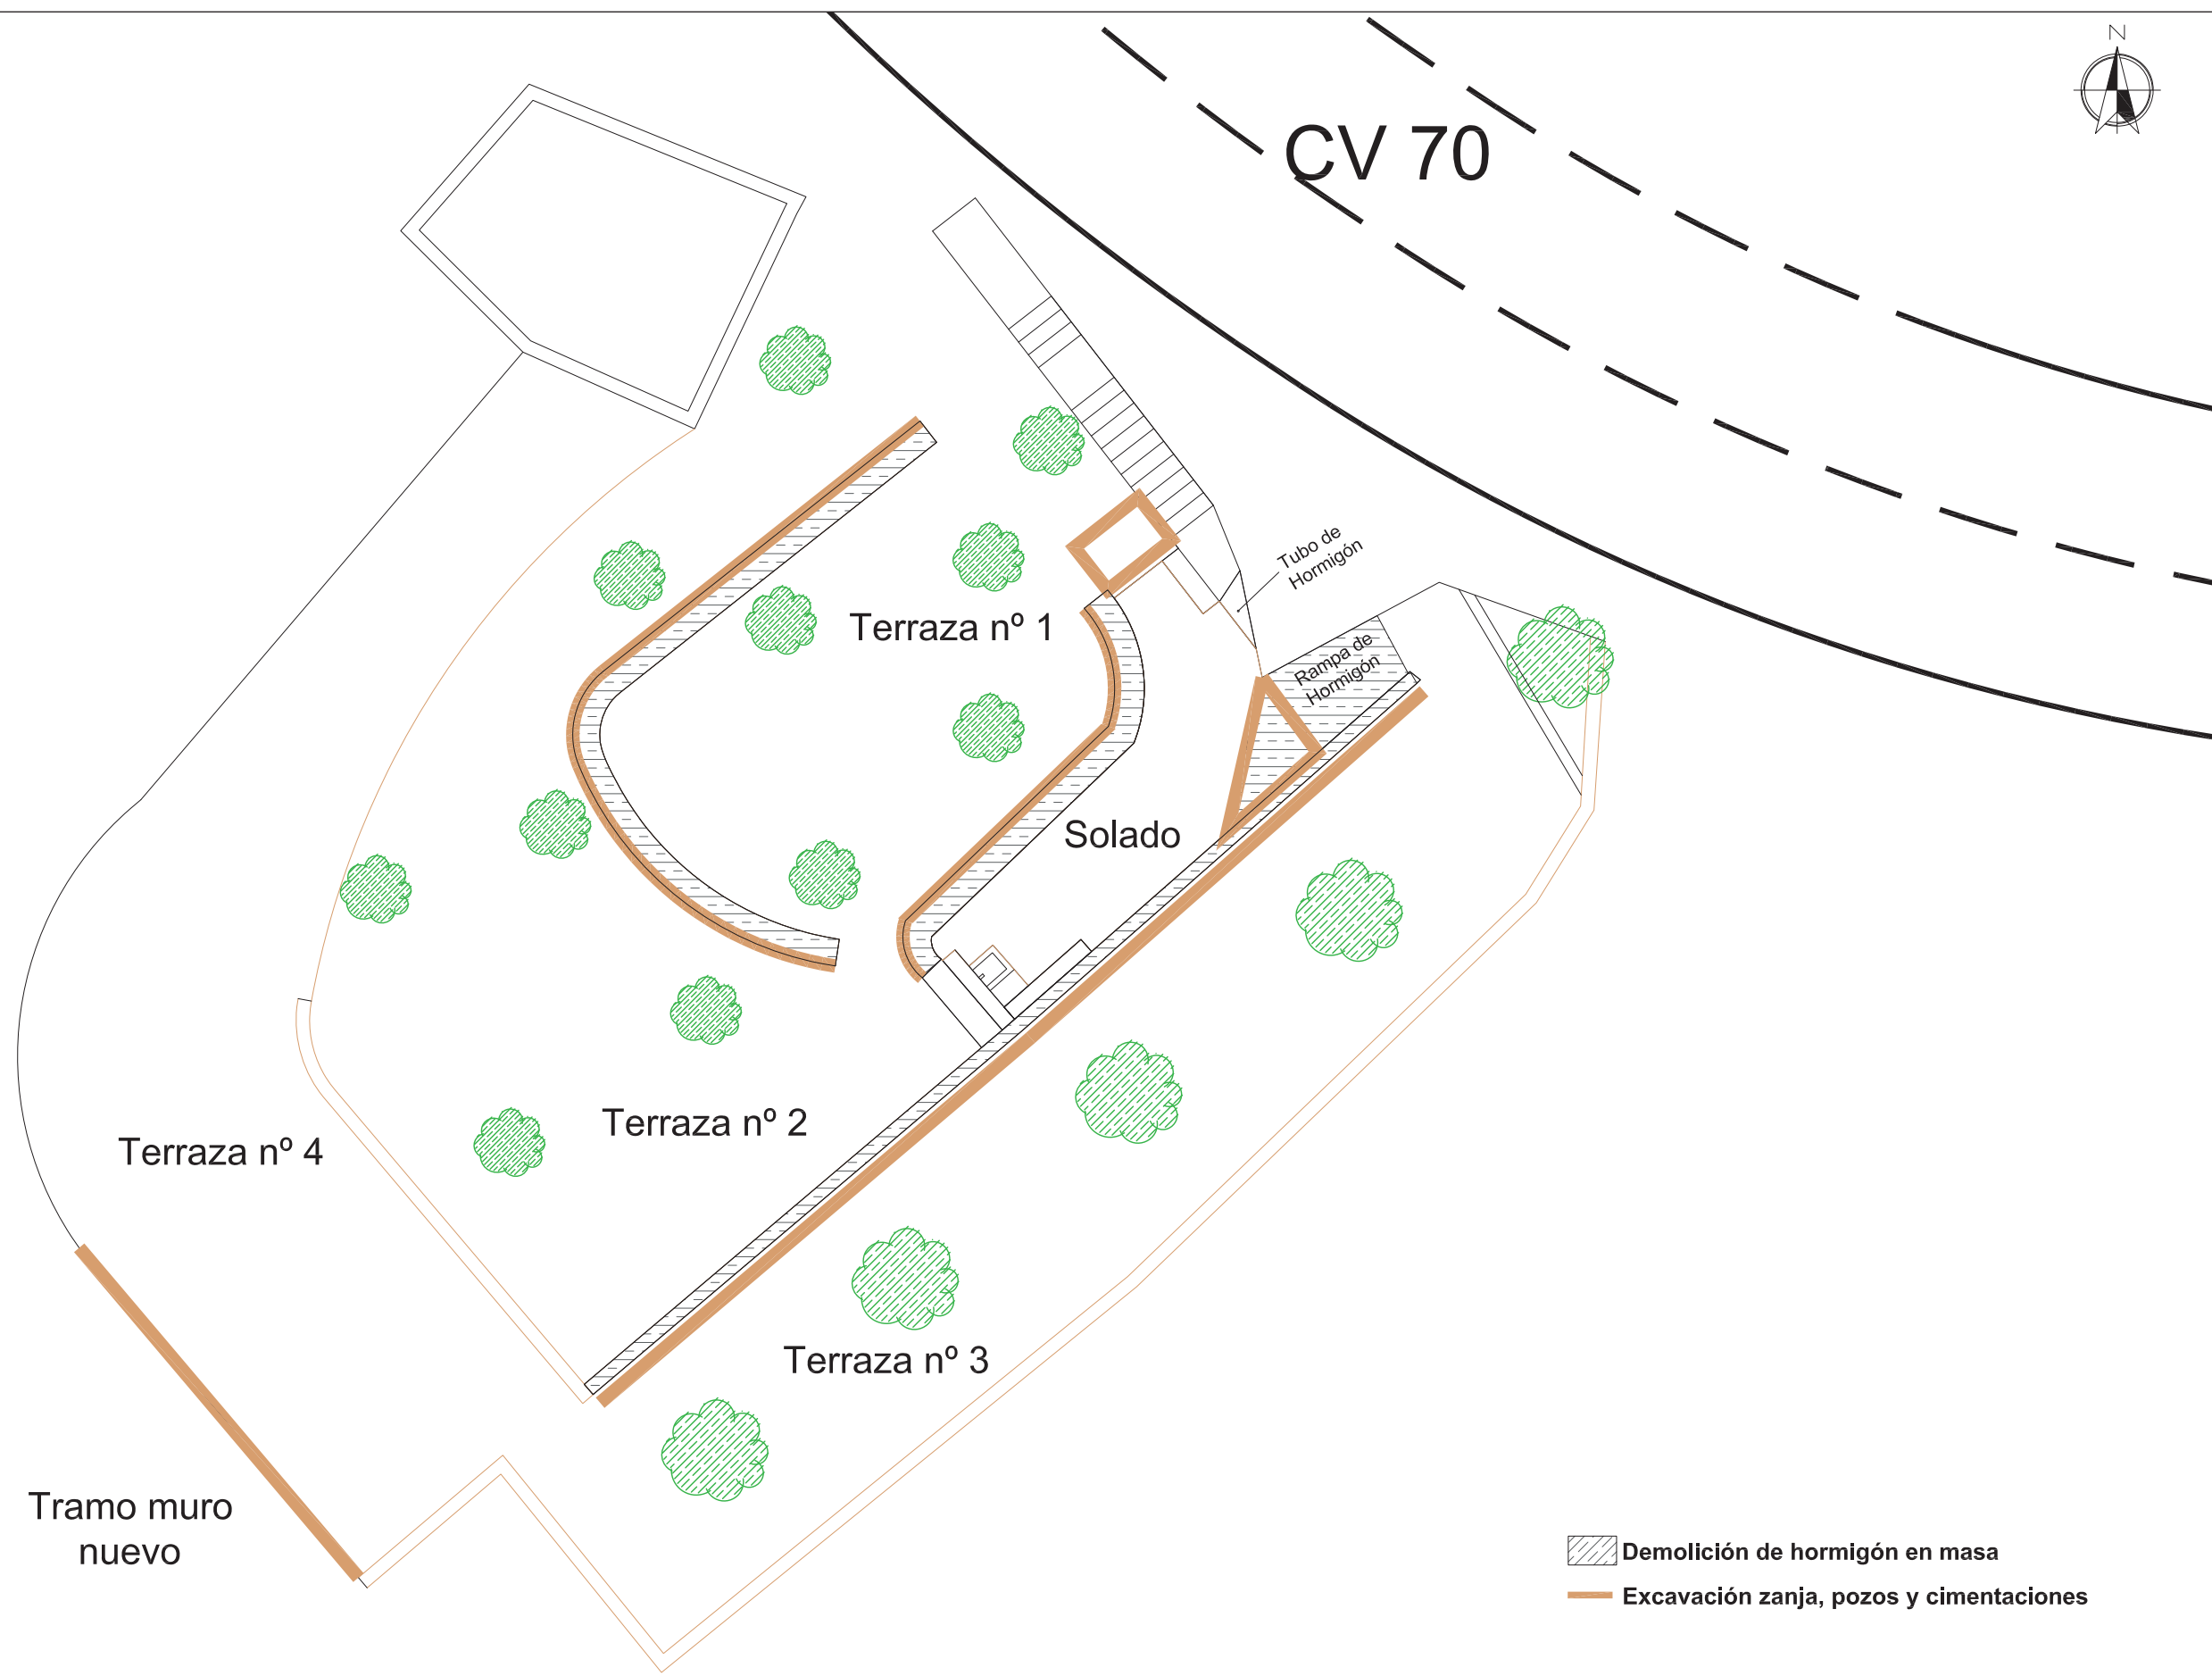 N
CV 70
Tubo de
Hormigón
Terraza nº 1
Rampa de
Hormigón
Solado
Terraza nº 2
Terraza nº 4
Terraza nº 3
Tramo muro
nuevo
Demolición de hormigón en masa
Excavación zanja, pozos y cimentaciones